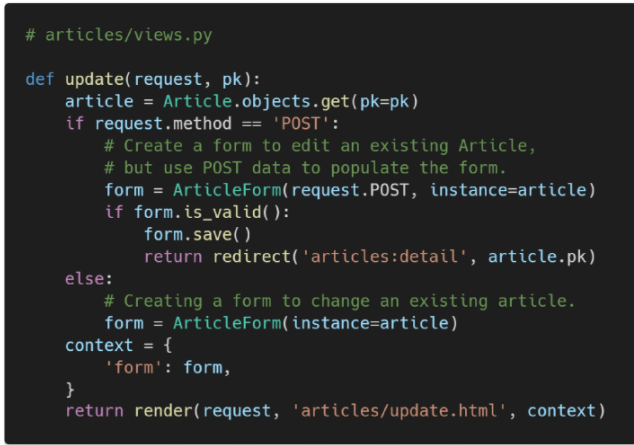 # articles/views.py
def update(request, pk):
    article = Article.objects.get(pk=pk)
    if request.method == 'POST':
        # Create a form to edit an existing Article,
        # but use POST data to populate the form.
        form = ArticleForm(request.POST, instance=article)
        if form.is_valid():
            form.save()
            return redirect('articles:detail', article.pk)
    else:
        # Creating a form to change an existing article.
        form = ArticleForm(instance=article)
    context = {
        'form': form,
    }
    return render(request, 'articles/update.html', context)